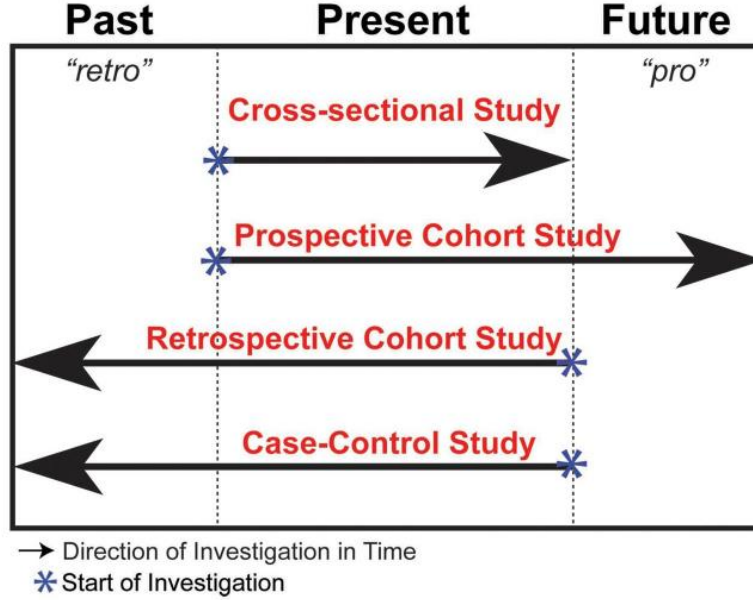 Past Present Future
“retro” “pro”
Cross-sectional Study
Prospective Cohort Study
Retrospective Cohort Study
Case-Control Study
Direction of Investigation in Time
Start of Investigation